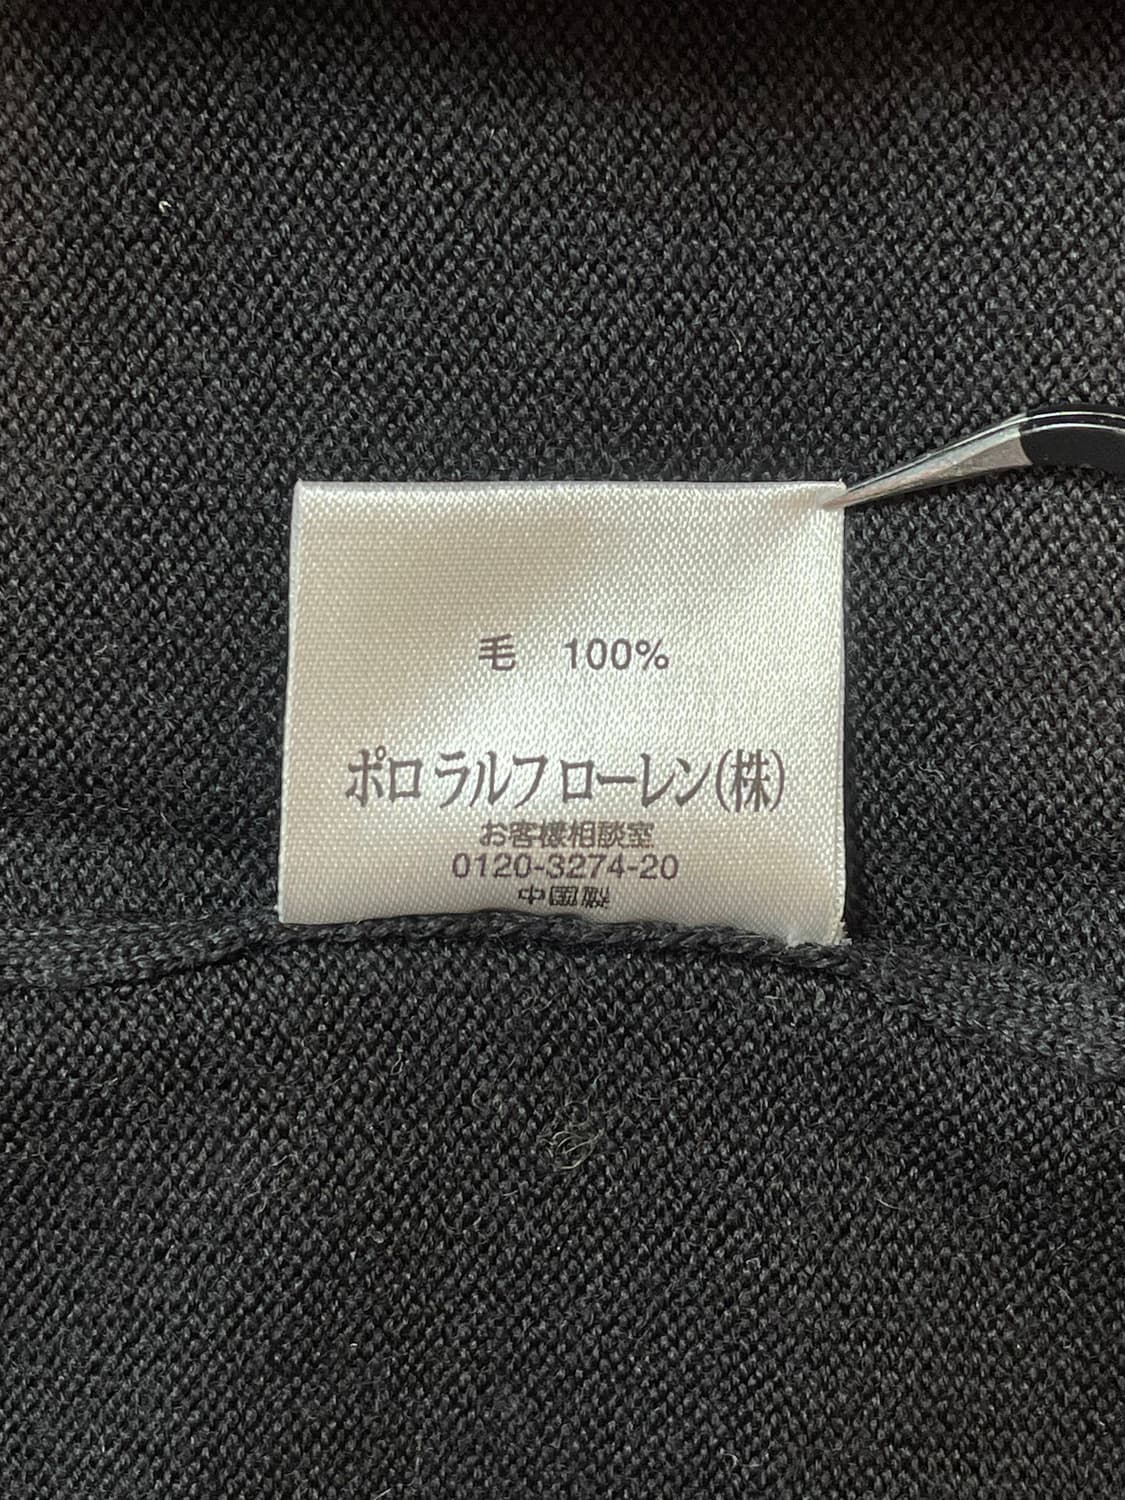 毛　100%
ポロ ラルフ ローレン(株)
お客様相談室
0120-3274-20
中国製